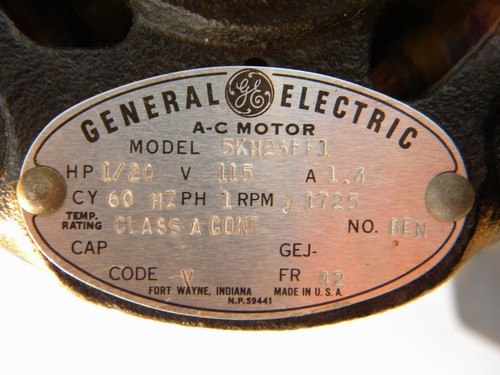 GENERAL GE ELECTRIC
A-C MOTOR
MODEL 5KH26FF1
HP 1/20 V 115 A 1.4
CY 60 HZ PH 1 RPM 1725
TEMP. RATING CLASS A CONT NO. BEN
CAP GEJ-
CODE V FR 42
FORT WAYNE, INDIANA MADE IN U.S.A.
N.P.59441